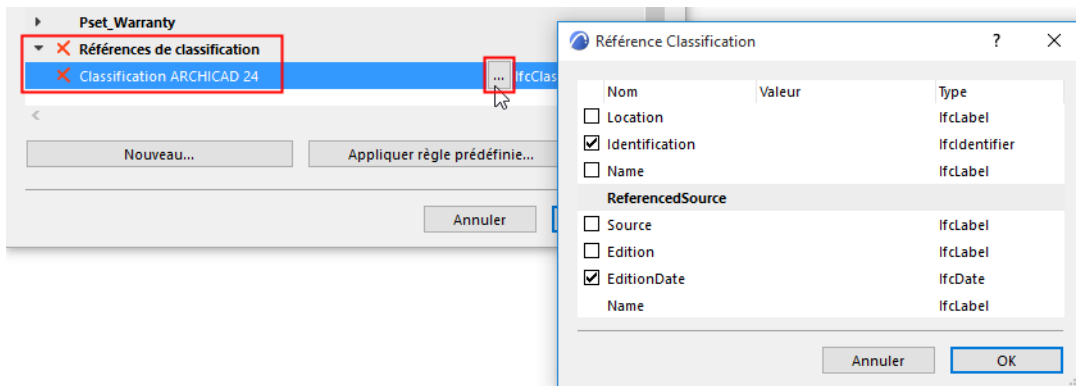 Pset_Warranty
Références de classification
Classification ARCHICAD 24
... IfcClas
Nouveau...
Appliquer règle prédéfinie...
Annuler
Référence Classification
?
Nom Valeur Type
Location IfcLabel
Identification IfcIdentifier
Name IfcLabel
ReferencedSource
Source IfcLabel
Edition IfcLabel
EditionDate IfcDate
Name IfcLabel
Annuler
OK